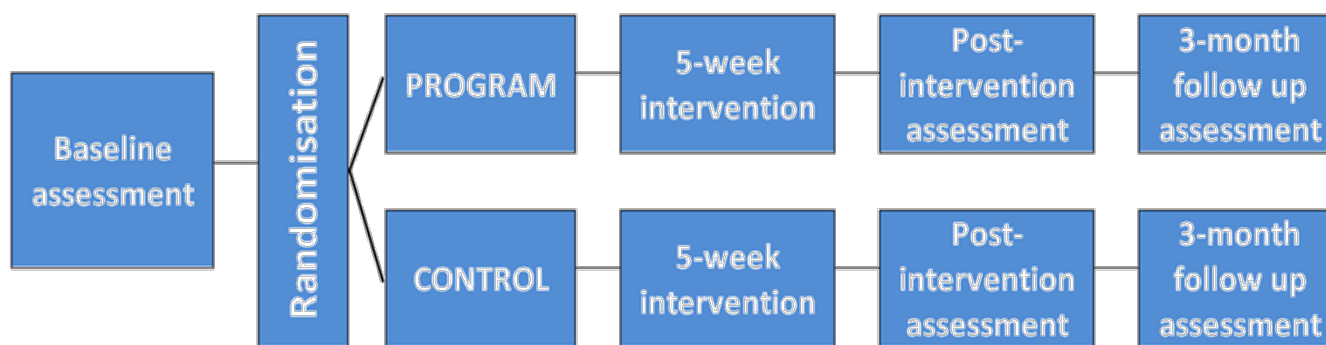 Baseline
assessment
Randomisation
PROGRAM
5-week
intervention
Post-
intervention
assessment
3-month
follow up
assessment
CONTROL
5-week
intervention
Post-
intervention
assessment
3-month
follow up
assessment